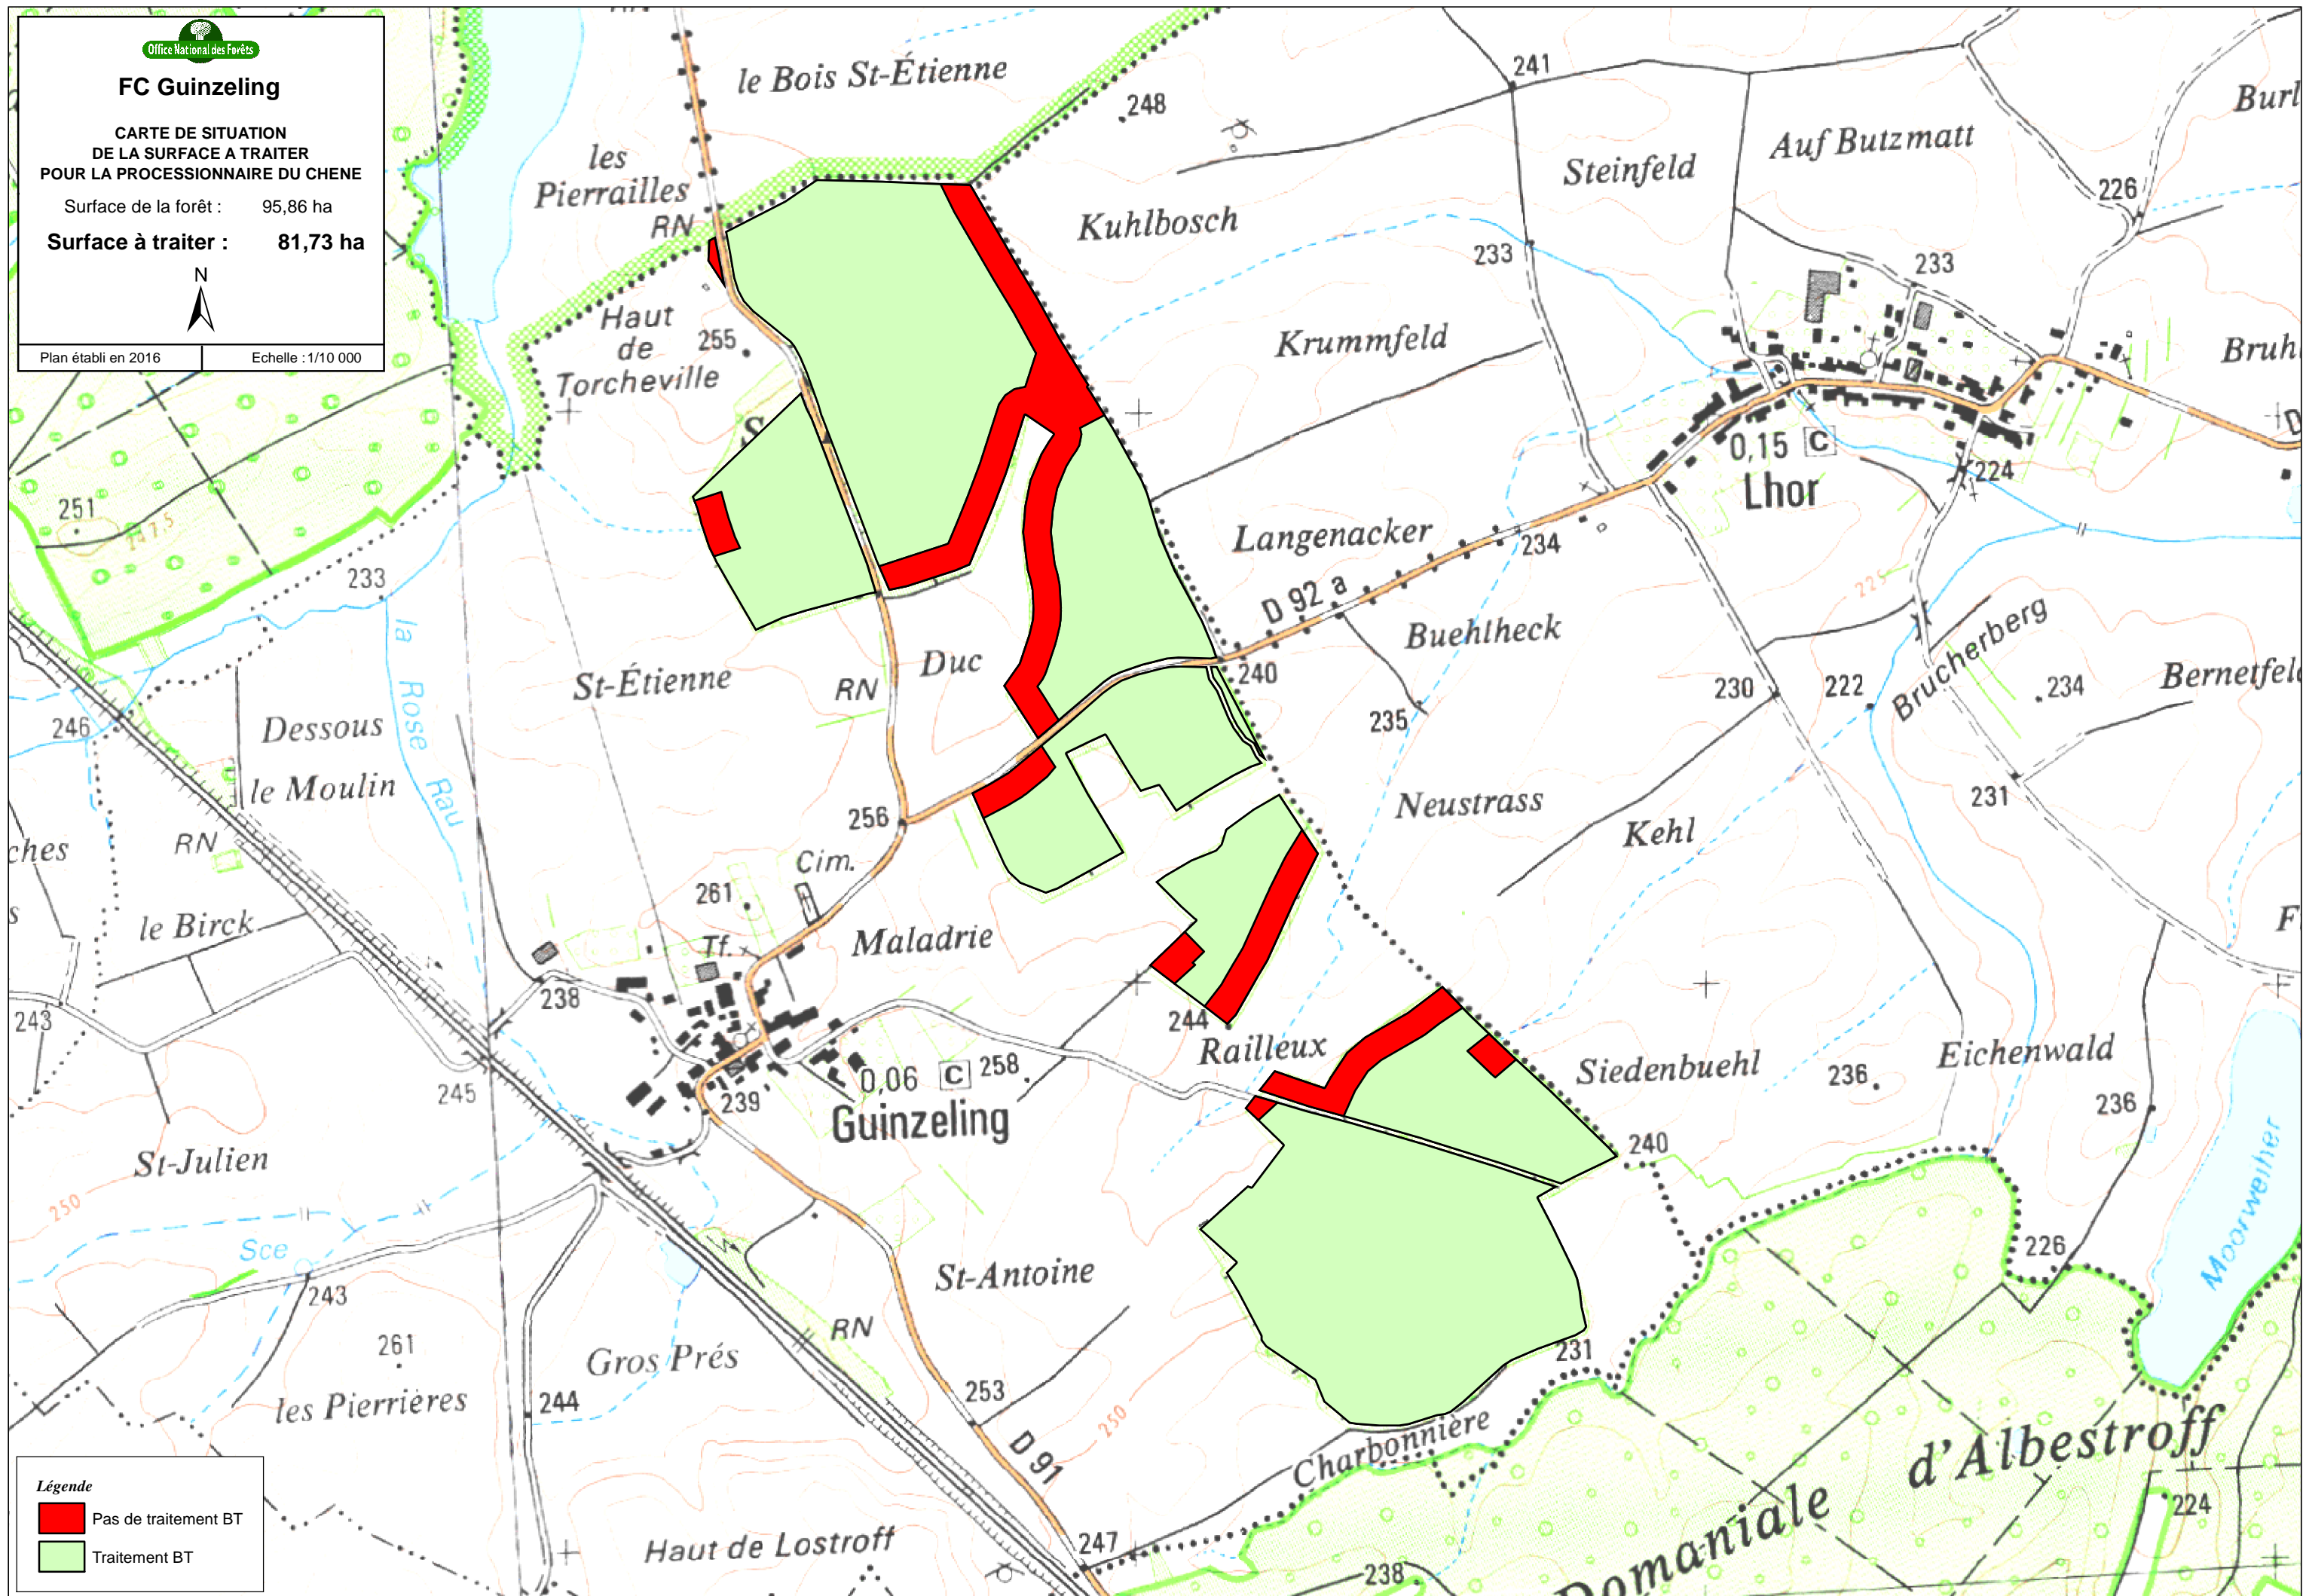 Office National des Forêts
FC Guinzeling
CARTE DE SITUATION
DE LA SURFACE A TRAITER
POUR LA PROCESSIONNAIRE DU CHENE
Surface de la forêt : 95,86 ha
Surface à traiter : 81,73 ha
N
Plan établi en 2016
Echelle :1/10 000
le Bois St-Étienne
248
241
Burl
Auf Butzmatt
Steinfeld
les
Pierrailles
RN
Kuhlbosch
226
233
233
Haut
de
Torcheville
255
Krummfeld
Bruhl
0,15 C
Lhor
224
251
233
Langenacker
234
D 92 a
225
la Rose Rau
Buehlheck
Brucherberg
St-Étienne
RN
Duc
240
235
230
222
234
Bernetfeld
246
Dessous
le Moulin
RN
256
Neustrass
Kehl
231
ches
s
le Birck
261
Cim.
Tf.
Maladrie
F
238
243
245
244
Railleux
239
0,06 C
258
Guinzeling
Siedenbuehl
236
Eichenwald
236
240
St-Julien
250
Sce
243
St-Antoine
226
Moorweiher
261
les Pierrières
244
Gros Prés
RN
253
D 91
250
231
Charbonnière
d'Albestroff
Domaniale
224
Haut de Lostroff
247
238
Légende
Pas de traitement BT
Traitement BT